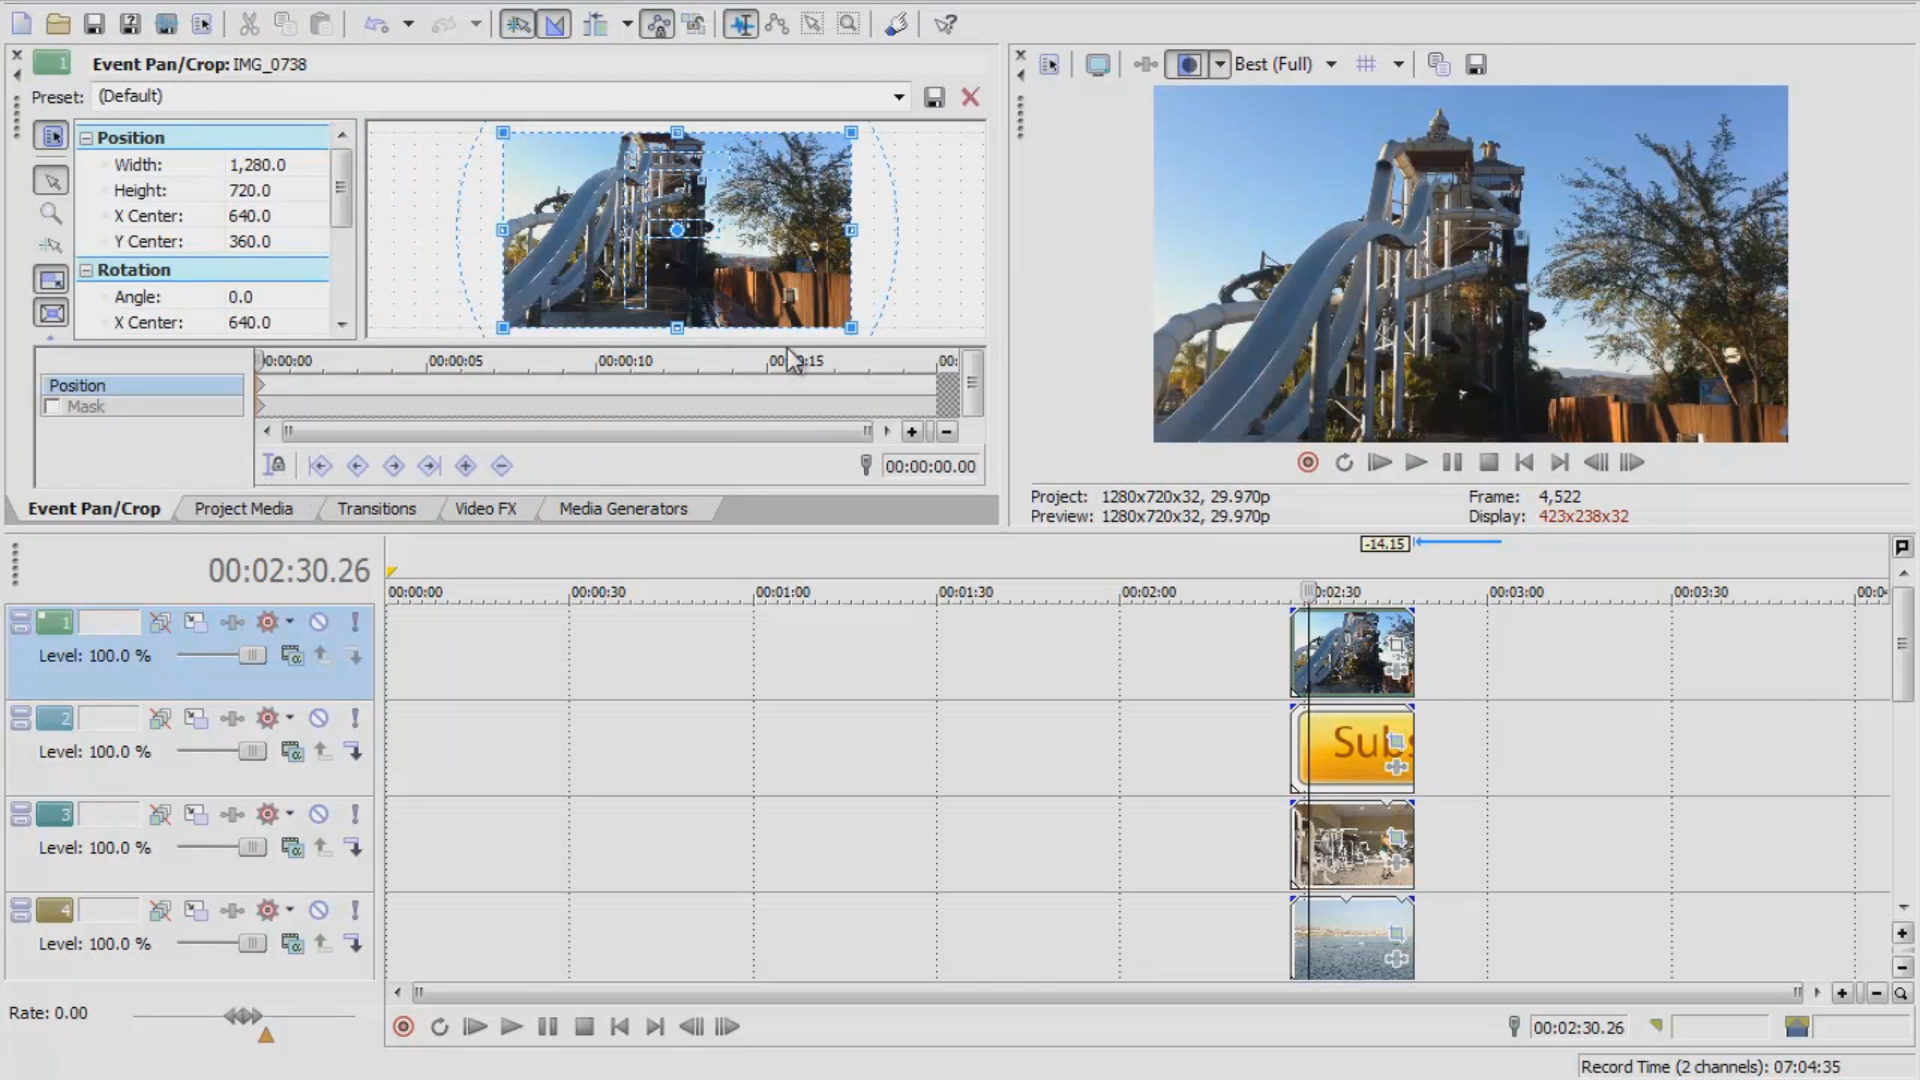 1 Event Pan/Crop: IMG_0738
Preset: (Default)
Position
Width: 1,280.0
Height: 720.0
X Center: 640.0
Y Center: 360.0
Rotation
Angle: 0.0
X Center: 640.0
00:00:05 00:00:10
Position
Mask
00:00:00.00
Event Pan/Crop Project Media Transitions Video FX Media Generators
Best (Full)
Project: 1280x720x32, 29.970p Frame: 4,522
Preview: 1280x720x32, 29.970p Display: 423x238x32
-14.15
00:02:30.26
00:00:00 00:00:30 00:01:00 00:01:30 00:02:00 00:03:00 00:03:30
1
Level: 100.0 %
2
Level: 100.0 %
Subs
3
Level: 100.0 %
4
Level: 100.0 %
Rate: 0.00
00:02:30.26
Record Time (2 channels): 07:04:35